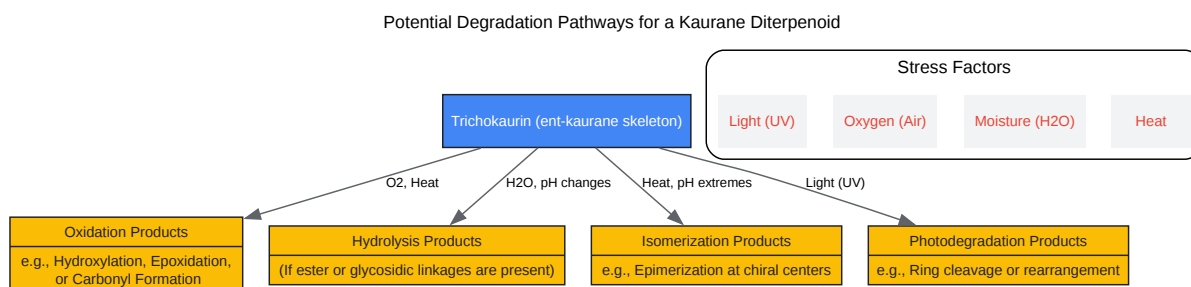 Potential Degradation Pathways for a Kaurane Diterpenoid
Stress Factors
Trichokaurin (ent-kaurane skeleton)
Light (UV)
Oxygen (Air)
Moisture (H2O)
Heat
O2, Heat
H2O, pH changes
Heat, pH extremes
Light (UV)
Oxidation Products
e.g., Hydroxylation, Epoxidation,
or Carbonyl Formation
Hydrolysis Products
(If ester or glycosidic linkages are present)
Isomerization Products
e.g., Epimerization at chiral centers
Photodegradation Products
e.g., Ring cleavage or rearrangement